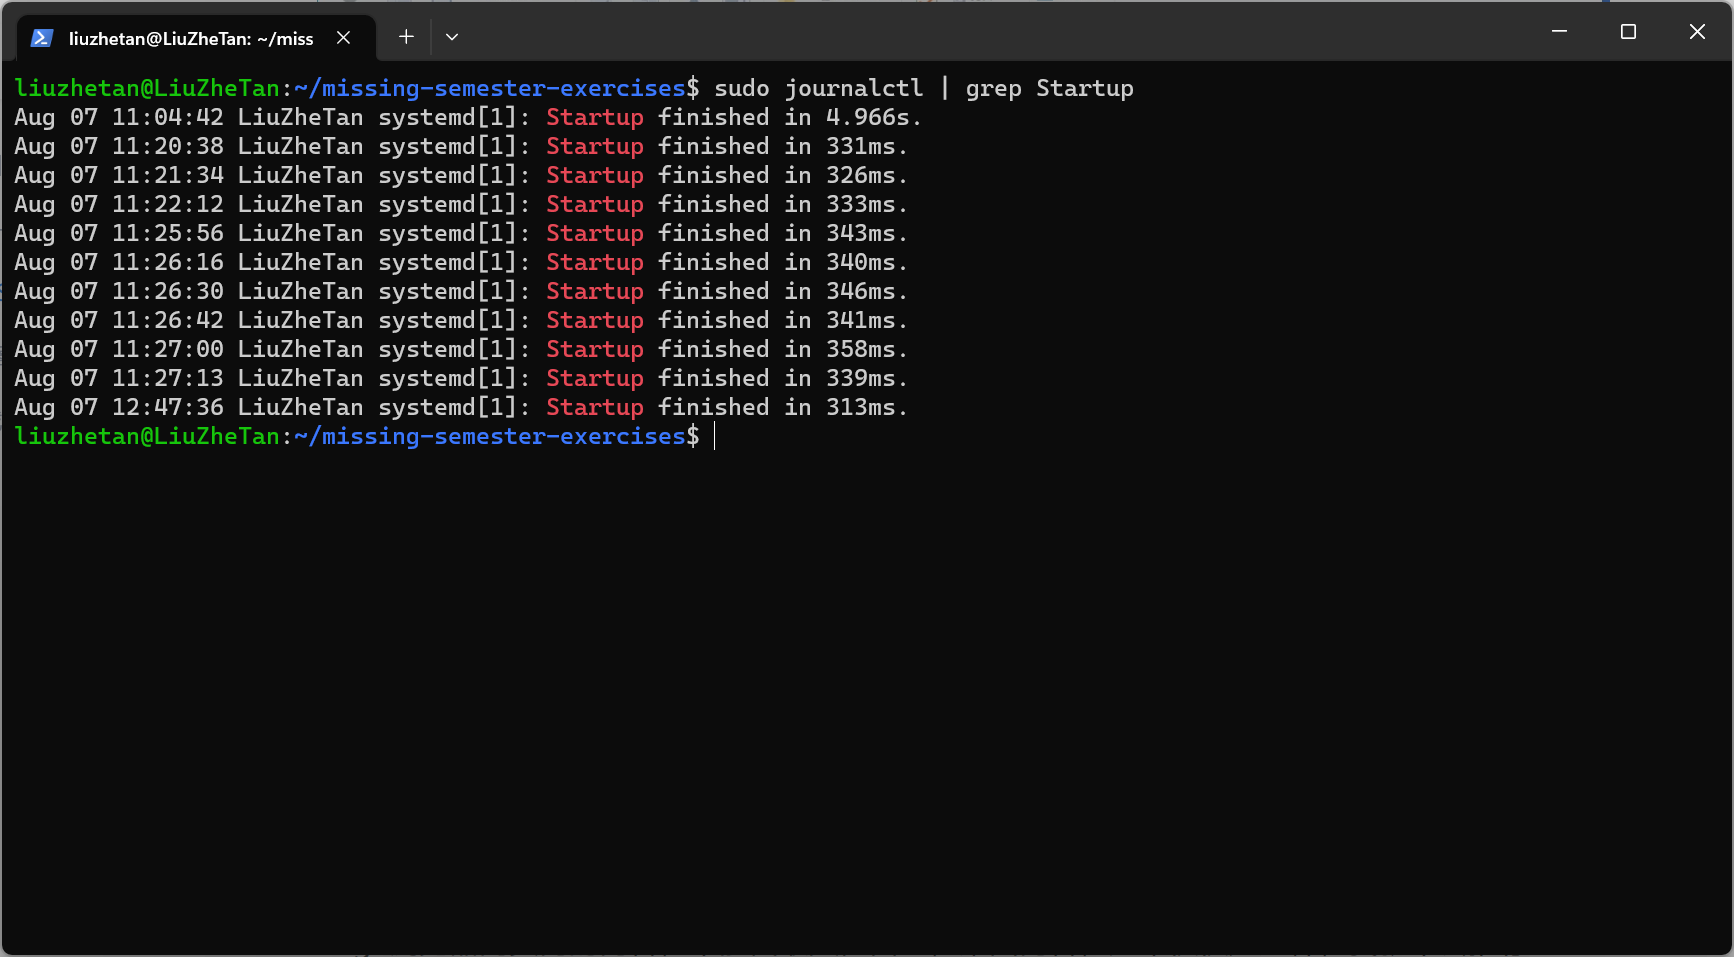 liuzhetan@LiuZheTan: ~/miss
liuzhetan@LiuZheTan:~/missing-semester-exercises$ sudo journalctl | grep Startup
Aug 07 11:04:42 LiuZheTan systemd[1]: Startup finished in 4.966s.
Aug 07 11:20:38 LiuZheTan systemd[1]: Startup finished in 331ms.
Aug 07 11:21:34 LiuZheTan systemd[1]: Startup finished in 326ms.
Aug 07 11:22:12 LiuZheTan systemd[1]: Startup finished in 333ms.
Aug 07 11:25:56 LiuZheTan systemd[1]: Startup finished in 343ms.
Aug 07 11:26:16 LiuZheTan systemd[1]: Startup finished in 340ms.
Aug 07 11:26:30 LiuZheTan systemd[1]: Startup finished in 346ms.
Aug 07 11:26:42 LiuZheTan systemd[1]: Startup finished in 341ms.
Aug 07 11:27:00 LiuZheTan systemd[1]: Startup finished in 358ms.
Aug 07 11:27:13 LiuZheTan systemd[1]: Startup finished in 339ms.
Aug 07 12:47:36 LiuZheTan systemd[1]: Startup finished in 313ms.
liuzhetan@LiuZheTan:~/missing-semester-exercises$